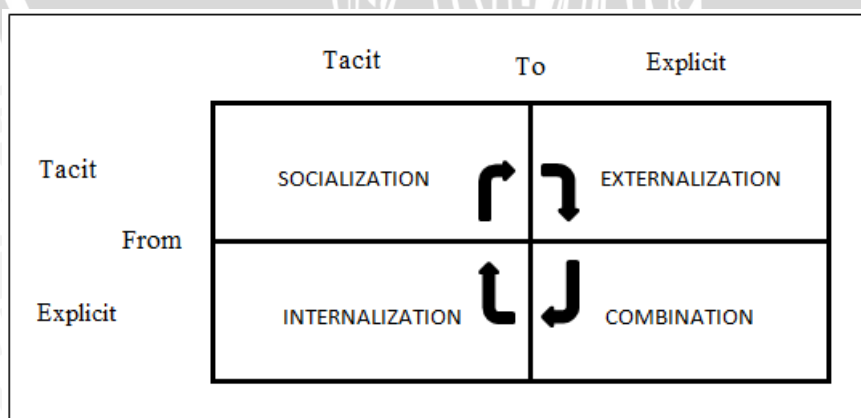 Tacit To Explicit
Tacit
SOCIALIZATION EXTERNALIZATION
From
Explicit
INTERNALIZATION COMBINATION